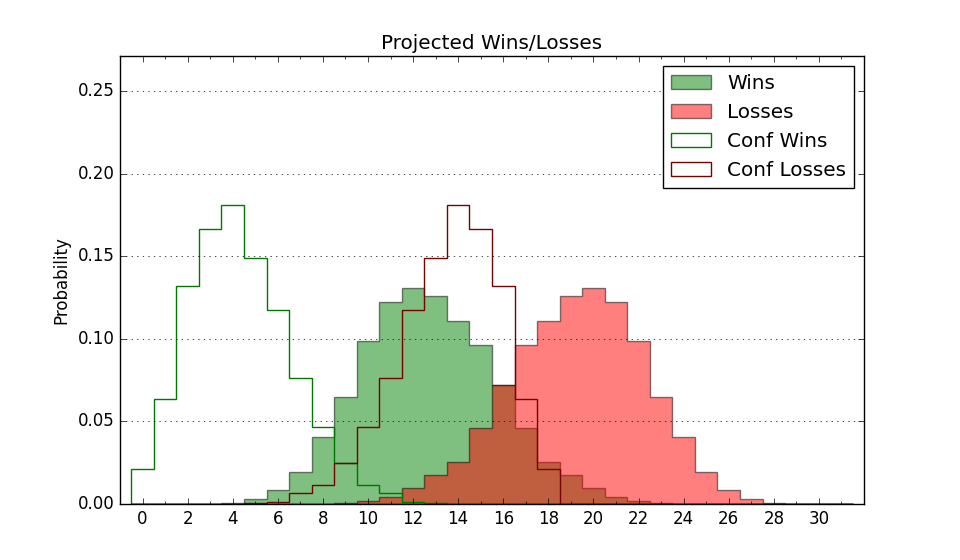 Projected Wins/Losses
Probability
0.25
0.20
0.15
0.10
0.05
0.00
0 2 4 6 8 10 12 14 16 18 20 22 24 26 28 30
Wins
Losses
Conf Wins
Conf Losses